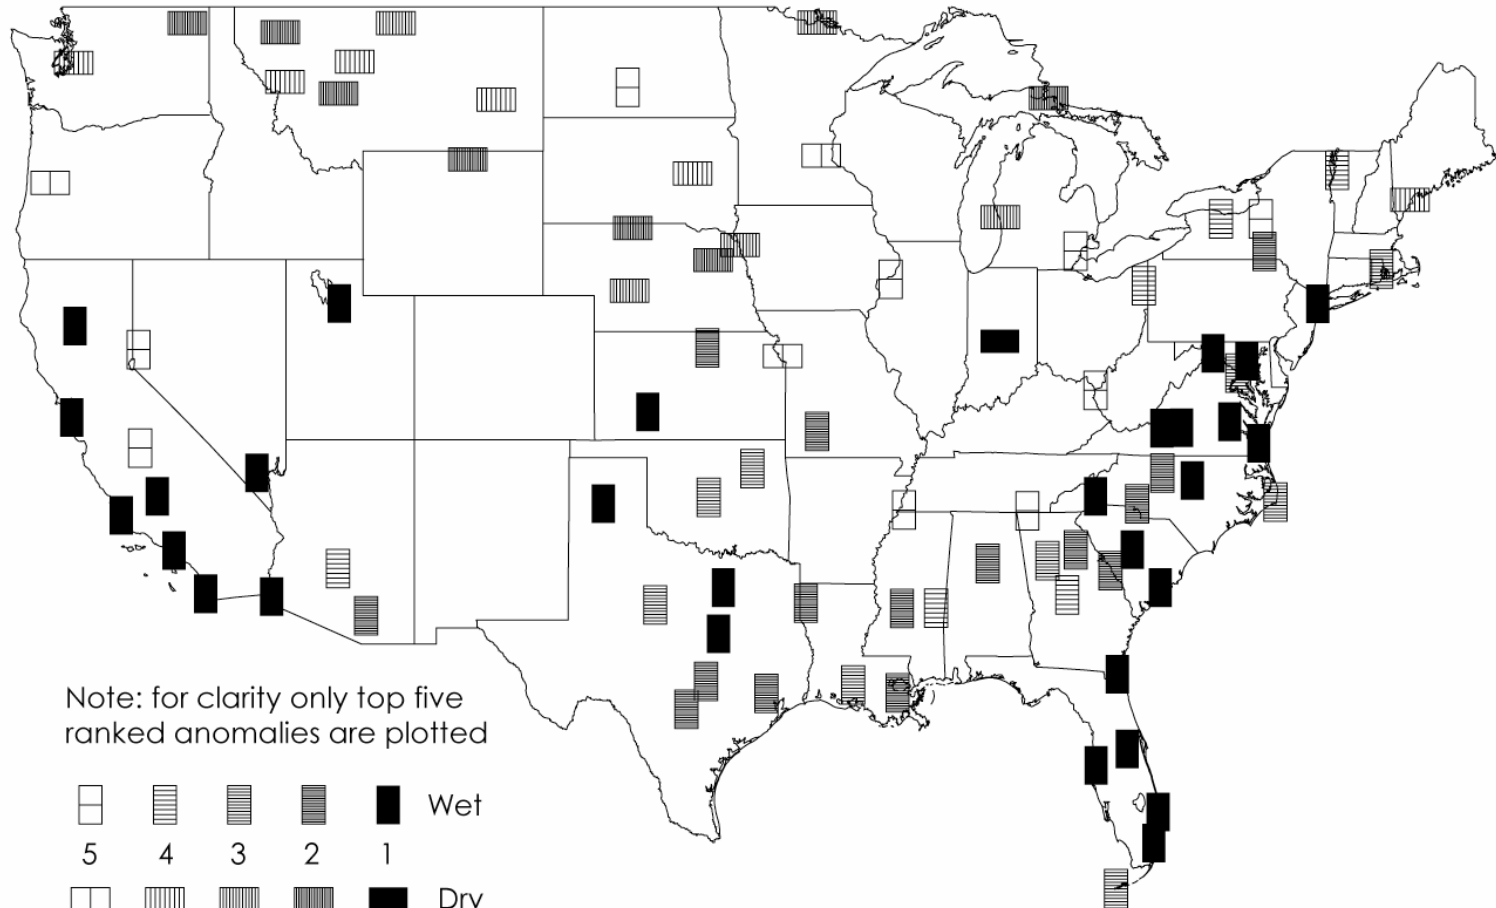 Note: for clarity only top five
ranked anomalies are plotted
Wet
5 4 3 2 1
Dry